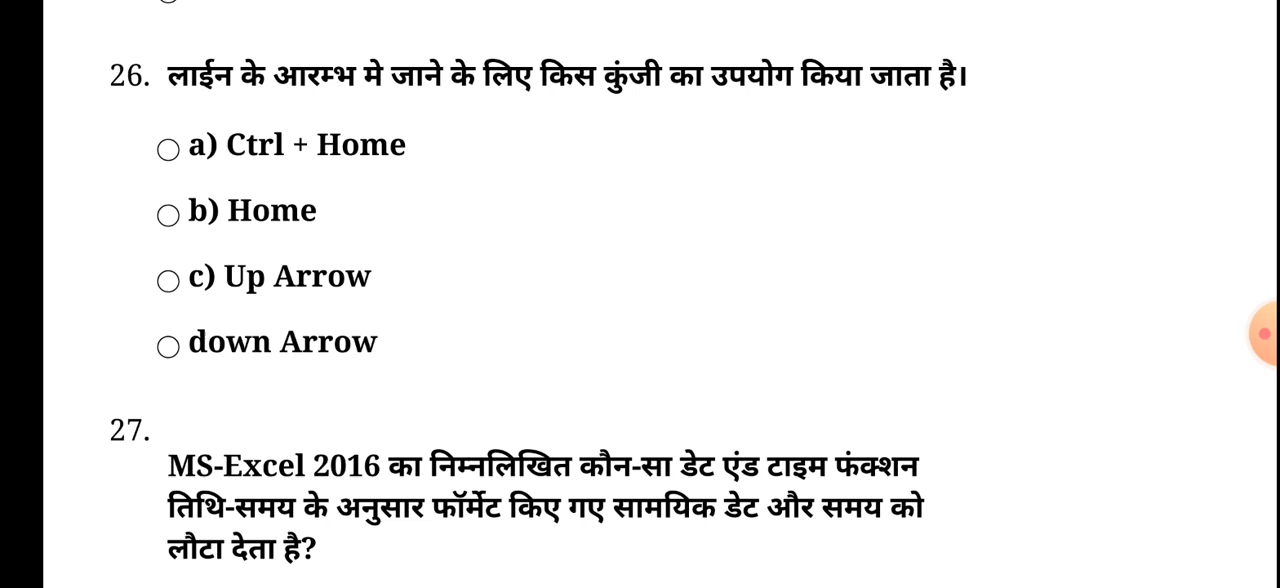 26. लाईन के आरम्भ मे जाने के लिए किस कुंजी का उपयोग किया जाता है।
a) Ctrl + Home
b) Home
c) Up Arrow
down Arrow
27.
MS-Excel 2016 का निम्नलिखित कौन-सा डेट एंड टाइम फंक्शन
तिथि-समय के अनुसार फॉर्मेट किए गए सामयिक डेट और समय को
लौटा देता है?